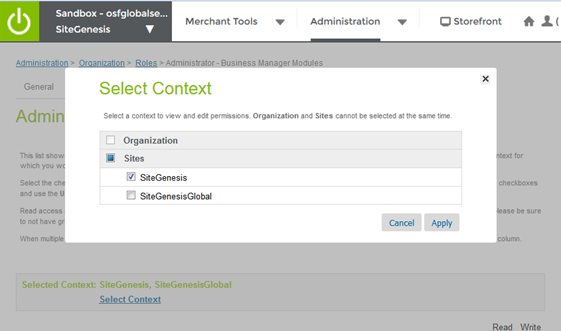 Sandbox - osfglobalse...
SiteGenesis
Merchant Tools
Administration
Storefront
Administration > Organization > Roles > Administrator - Business Manager Modules
General
Admin
This list show
which you wo
Select the che
and use the U
Read access
to not have gr
When multiple
ntext for
checkboxes
lease be sure
column.
Select Context
Select a context to view and edit permissions. Organization and Sites cannot be selected at the same time.
Organization
Sites
SiteGenesis
SiteGenesisGlobal
Cancel Apply
Selected Context: SiteGenesis, SiteGenesisGlobal
Select Context
Read Write